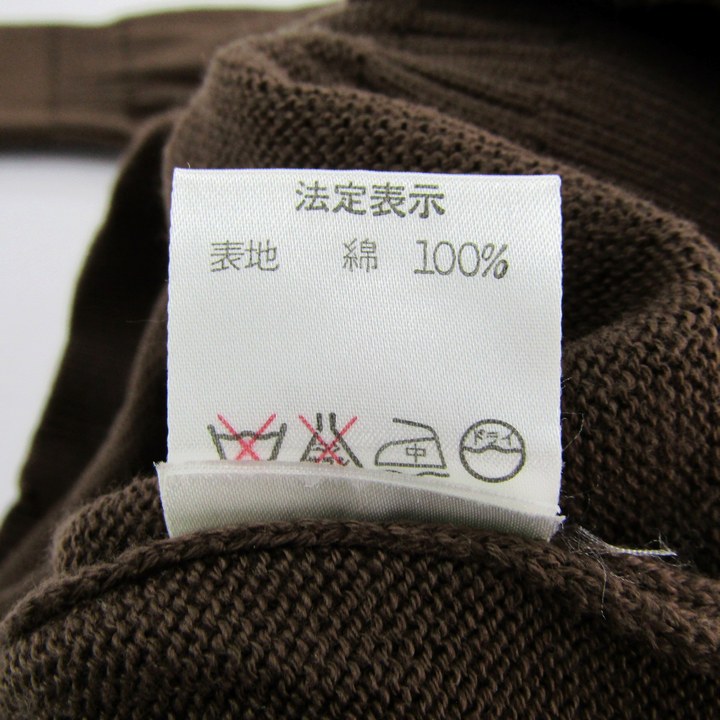 法定表示
表地 綿 100%
中 ドライ